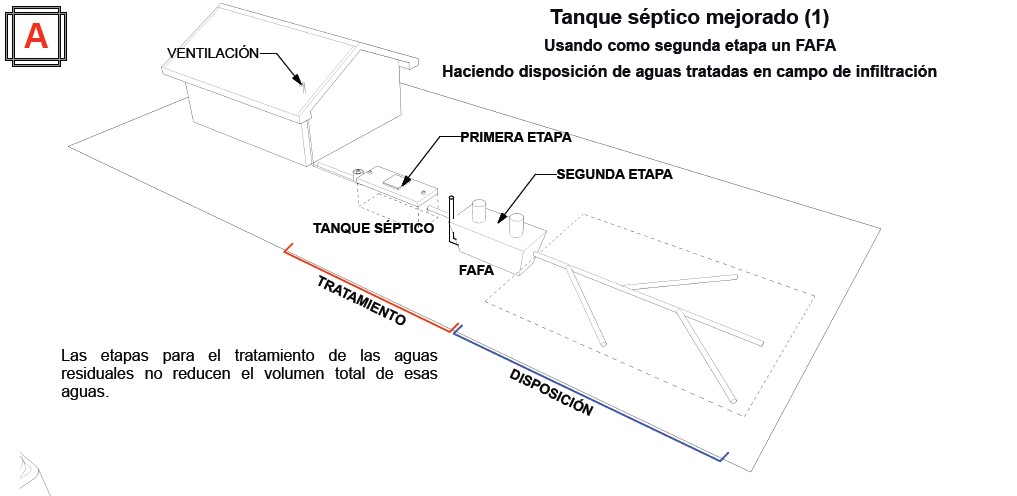 A
Tanque séptico mejorado (1)
Usando como segunda etapa un FAFA
Haciendo disposición de aguas tratadas en campo de infiltración
VENTILACIÓN
PRIMERA ETAPA
SEGUNDA ETAPA
TANQUE SÉPTICO
FAFA
TRATAMIENTO
DISPOSICIÓN
Las etapas para el tratamiento de las aguas
residuales no reducen el volumen total de esas
aguas.